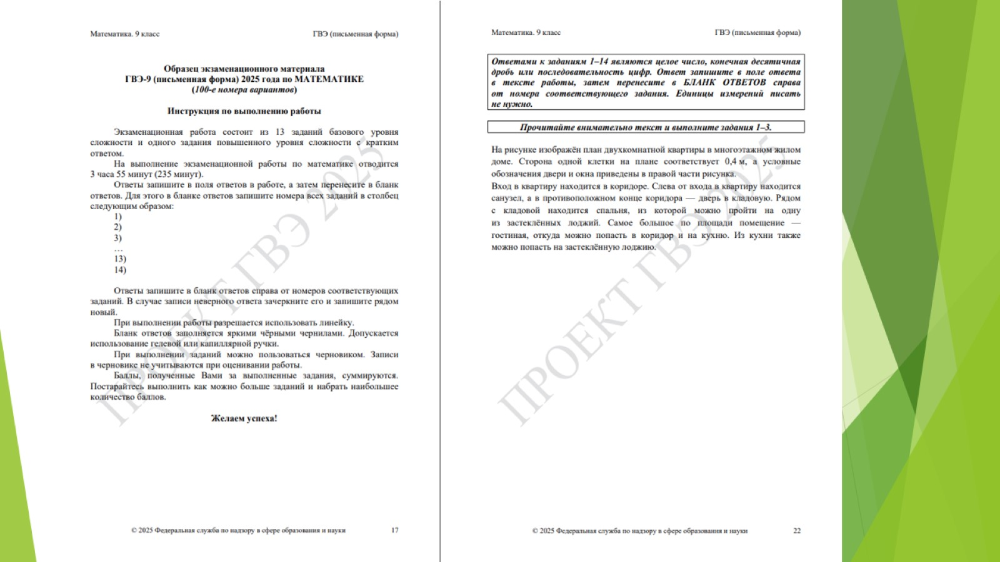 Математика. 9 класс ГВЭ (письменная форма)
Образец экзаменационного материала
ГВЭ-9 (письменная форма) 2025 года по МАТЕМАТИКЕ
(100-е номера вариантов)
Инструкция по выполнению работы
Экзаменационная работа состоит из 13 заданий базового уровня
сложности и одного задания повышенного уровня сложности с кратким
ответом.
На выполнение экзаменационной работы по математике отводится
3 часа 55 минут (235 минут).
Ответы запишите в поля ответов в работе, а затем перенесите в бланк
ответов. Для этого в бланке ответов запишите номера всех заданий в столбец
следующим образом:
1)
2)
3)
…
13)
14)
Ответы запишите в бланк ответов справа от номеров соответствующих
заданий. В случае записи неверного ответа зачеркните его и запишите рядом
новый.
При выполнении работы разрешается использовать линейку.
Бланк ответов заполняется яркими чёрными чернилами. Допускается
использование гелевой или капиллярной ручки.
При выполнении заданий можно пользоваться черновиком. Записи
в черновике не учитываются при оценивании работы.
Баллы, полученные Вами за выполненные задания, суммируются.
Постарайтесь выполнить как можно больше заданий и набрать наибольшее
количество баллов.
Желаем успеха!
ПРОЕКТ ГВЭ 2025
© 2025 Федеральная служба по надзору в сфере образования и науки 17
Математика. 9 класс ГВЭ (письменная форма)
Ответами к заданиям 1–14 являются целое число, конечная десятичная
дробь или последовательность цифр. Ответ запишите в поле ответа
в тексте работы, затем перенесите в БЛАНК ОТВЕТОВ справа
от номера соответствующего задания. Единицы измерений писать
не нужно.
Прочитайте внимательно текст и выполните задания 1–3.
На рисунке изображён план двухкомнатной квартиры в многоэтажном жилом
доме. Сторона одной клетки на плане соответствует 0,4 м, а условные
обозначения двери и окна приведены в правой части рисунка.
Вход в квартиру находится в коридоре. Слева от входа в квартиру находится
санузел, а в противоположном конце коридора — дверь в кладовую. Рядом
с кладовой находится спальня, из которой можно пройти на одну
из застеклённых лоджий. Самое большое по площади помещение —
гостиная, откуда можно попасть в коридор и на кухню. Из кухни также
можно попасть на застеклённую лоджию.
ПРОЕКТ ГВЭ 2025
© 2025 Федеральная служба по надзору в сфере образования и науки 22